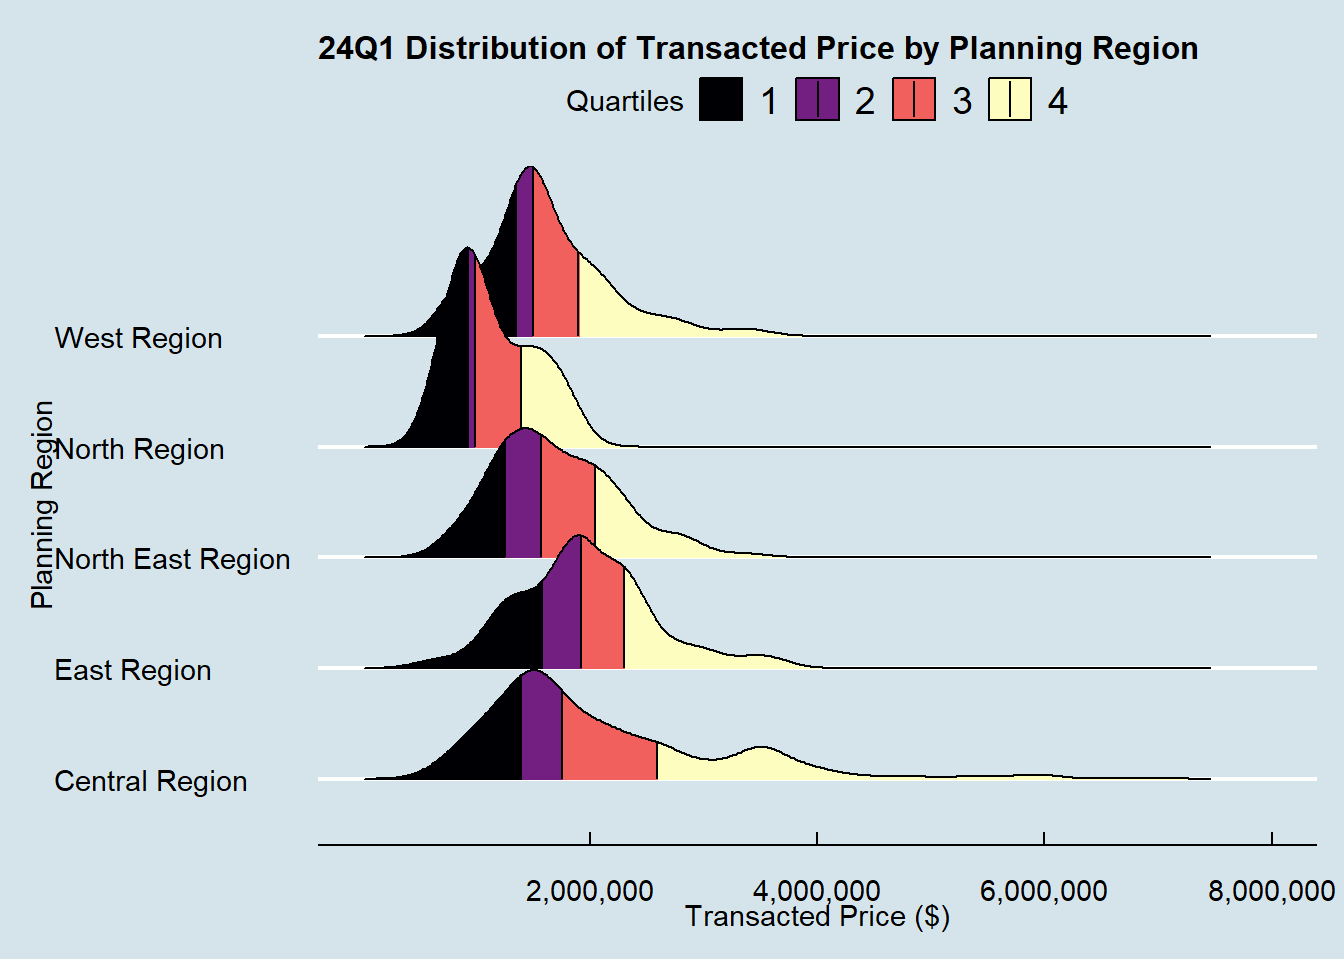 24Q1 Distribution of Transacted Price by Planning Region
Quartiles 1 2 3 4
Planning Region
West Region
North Region
North East Region
East Region
Central Region
2,000,000 4,000,000 6,000,000 8,000,000
Transacted Price ($)